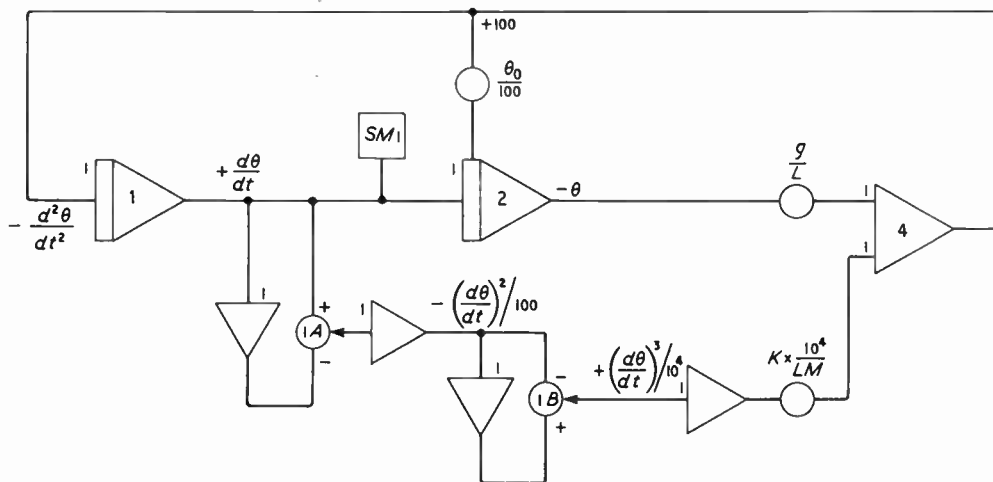 +100
θ₀/100
SM₁
1
1
+ dθ/dt
1
2
−θ
g/L
1
4
− d²θ/dt²
1
1
+
1A
−
1
− (dθ/dt)²/100
1
−
1B
+
+ (dθ/dt)³/10⁴
1
K × 10⁴/LM